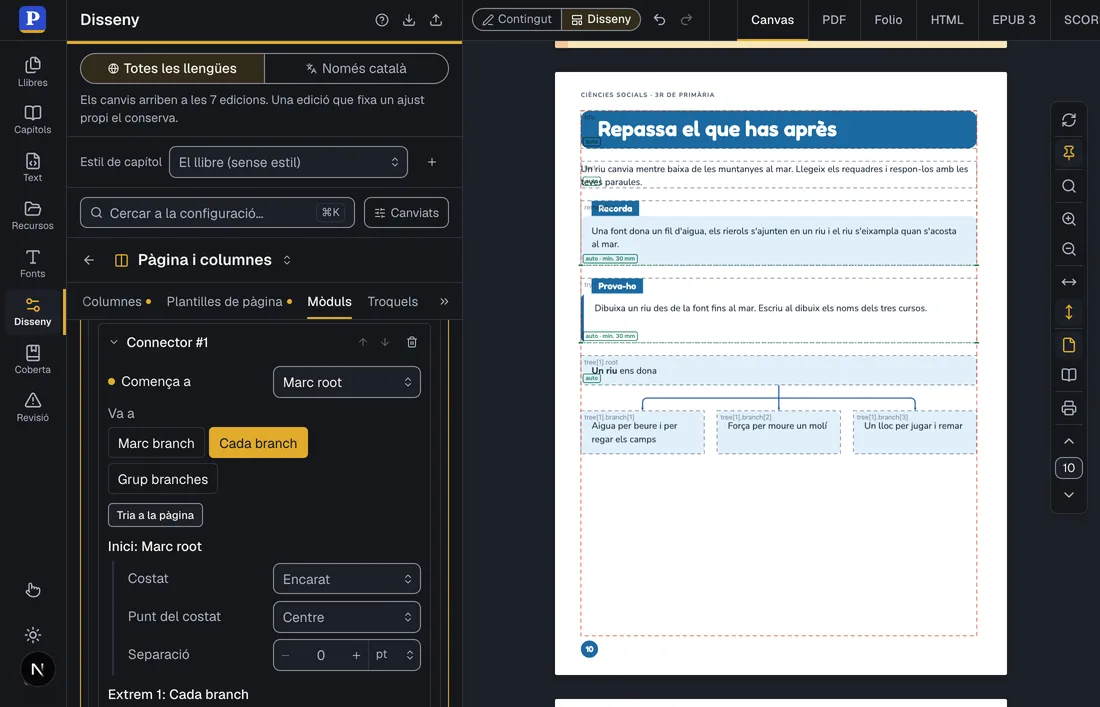 P
Llibres
Capítols
Text
Recursos
Fonts
Disseny
Coberta
Revisió
N
Disseny
Totes les llengües
Només català
Els canvis arriben a les 7 edicions. Una edició que fixa un ajust
propi el conserva.
Estil de capítol
El llibre (sense estil)
Cercar a la configuració…
⌘K
Canviats
Pàgina i columnes
Columnes
Plantilles de pàgina
Mòduls
Troquels
Connector #1
Comença a
Marc root
Va a
Marc branch
Cada branch
Grup branches
Tria a la pàgina
Inici: Marc root
Costat
Encarat
Punt del costat
Centre
Separació
− 0 + pt
Extrem 1: Cada branch
Contingut
Disseny
Canvas
PDF
Folio
HTML
EPUB 3
SCOR
CIÈNCIES SOCIALS · 3R DE PRIMÀRIA
Repassa el que has après
auto
Un riu canvia mentre baixa de les muntanyes al mar. Llegeix els requadres i respon-los amb les
teves paraules.
Recorda
Una font dona un fil d'aigua, els rierols s'ajunten en un riu i el riu s'eixampla quan s'acosta
al mar.
auto · mín. 30 mm
Prova-ho
Dibuixa un riu des de la font fins al mar. Escriu al dibuix els noms dels tres cursos.
auto · mín. 30 mm
tree[1].root
Un riu ens dona
auto
tree[1].branch[1]
Aigua per beure i per
regar els camps
tree[1].branch[2]
Força per moure un molí
tree[1].branch[3]
Un lloc per jugar i remar
10
10